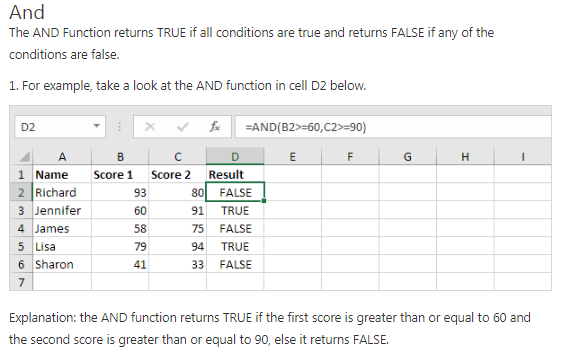 And
The AND Function returns TRUE if all conditions are true and returns FALSE if any of the
conditions are false.
1. For example, take a look at the AND function in cell D2 below.
D2 fx =AND(B2>=60,C2>=90)
A B C D E F G H I
1 Name Score 1 Score 2 Result
2 Richard 93 80 FALSE
3 Jennifer 60 91 TRUE
4 James 58 75 FALSE
5 Lisa 79 94 TRUE
6 Sharon 41 33 FALSE
7
Explanation: the AND function returns TRUE if the first score is greater than or equal to 60 and
the second score is greater than or equal to 90, else it returns FALSE.